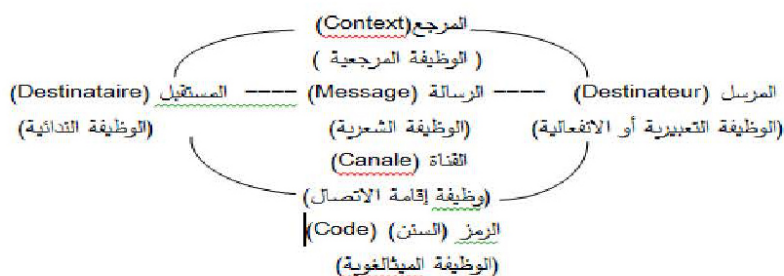 المرجع(Context)
( الوظيفة المرجعية )
المرسل (Destinateur) ---- الرسالة (Message) ---- المستقبل (Destinataire)
(الوظيفة التعبيرية أو الانفعالية) (الوظيفة الشعرية) (الوظيفة الندائية)
القناة (Canale)
(وظيفة إقامة الاتصال)
الرمز (السنن) (Code)
(الوظيفة الميثالغوية)